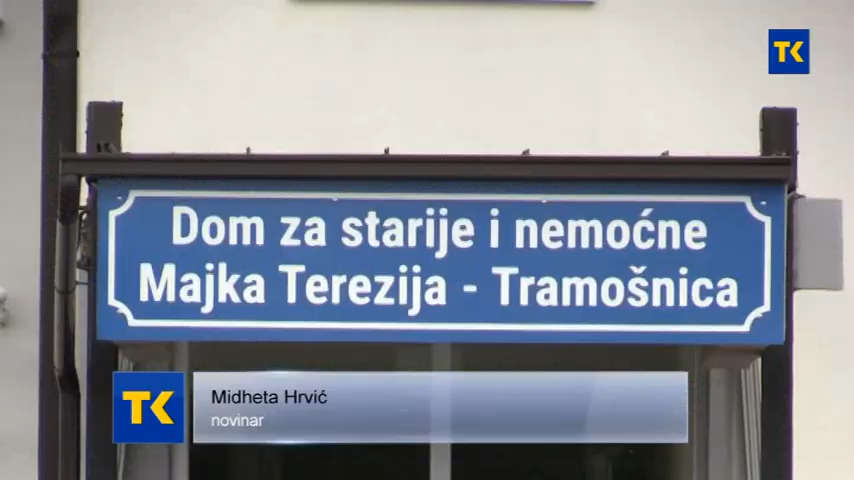 TK
Dom za starije i nemoćne
Majka Terezija - Tramošnica
TK
Midheta Hrvić
novinar